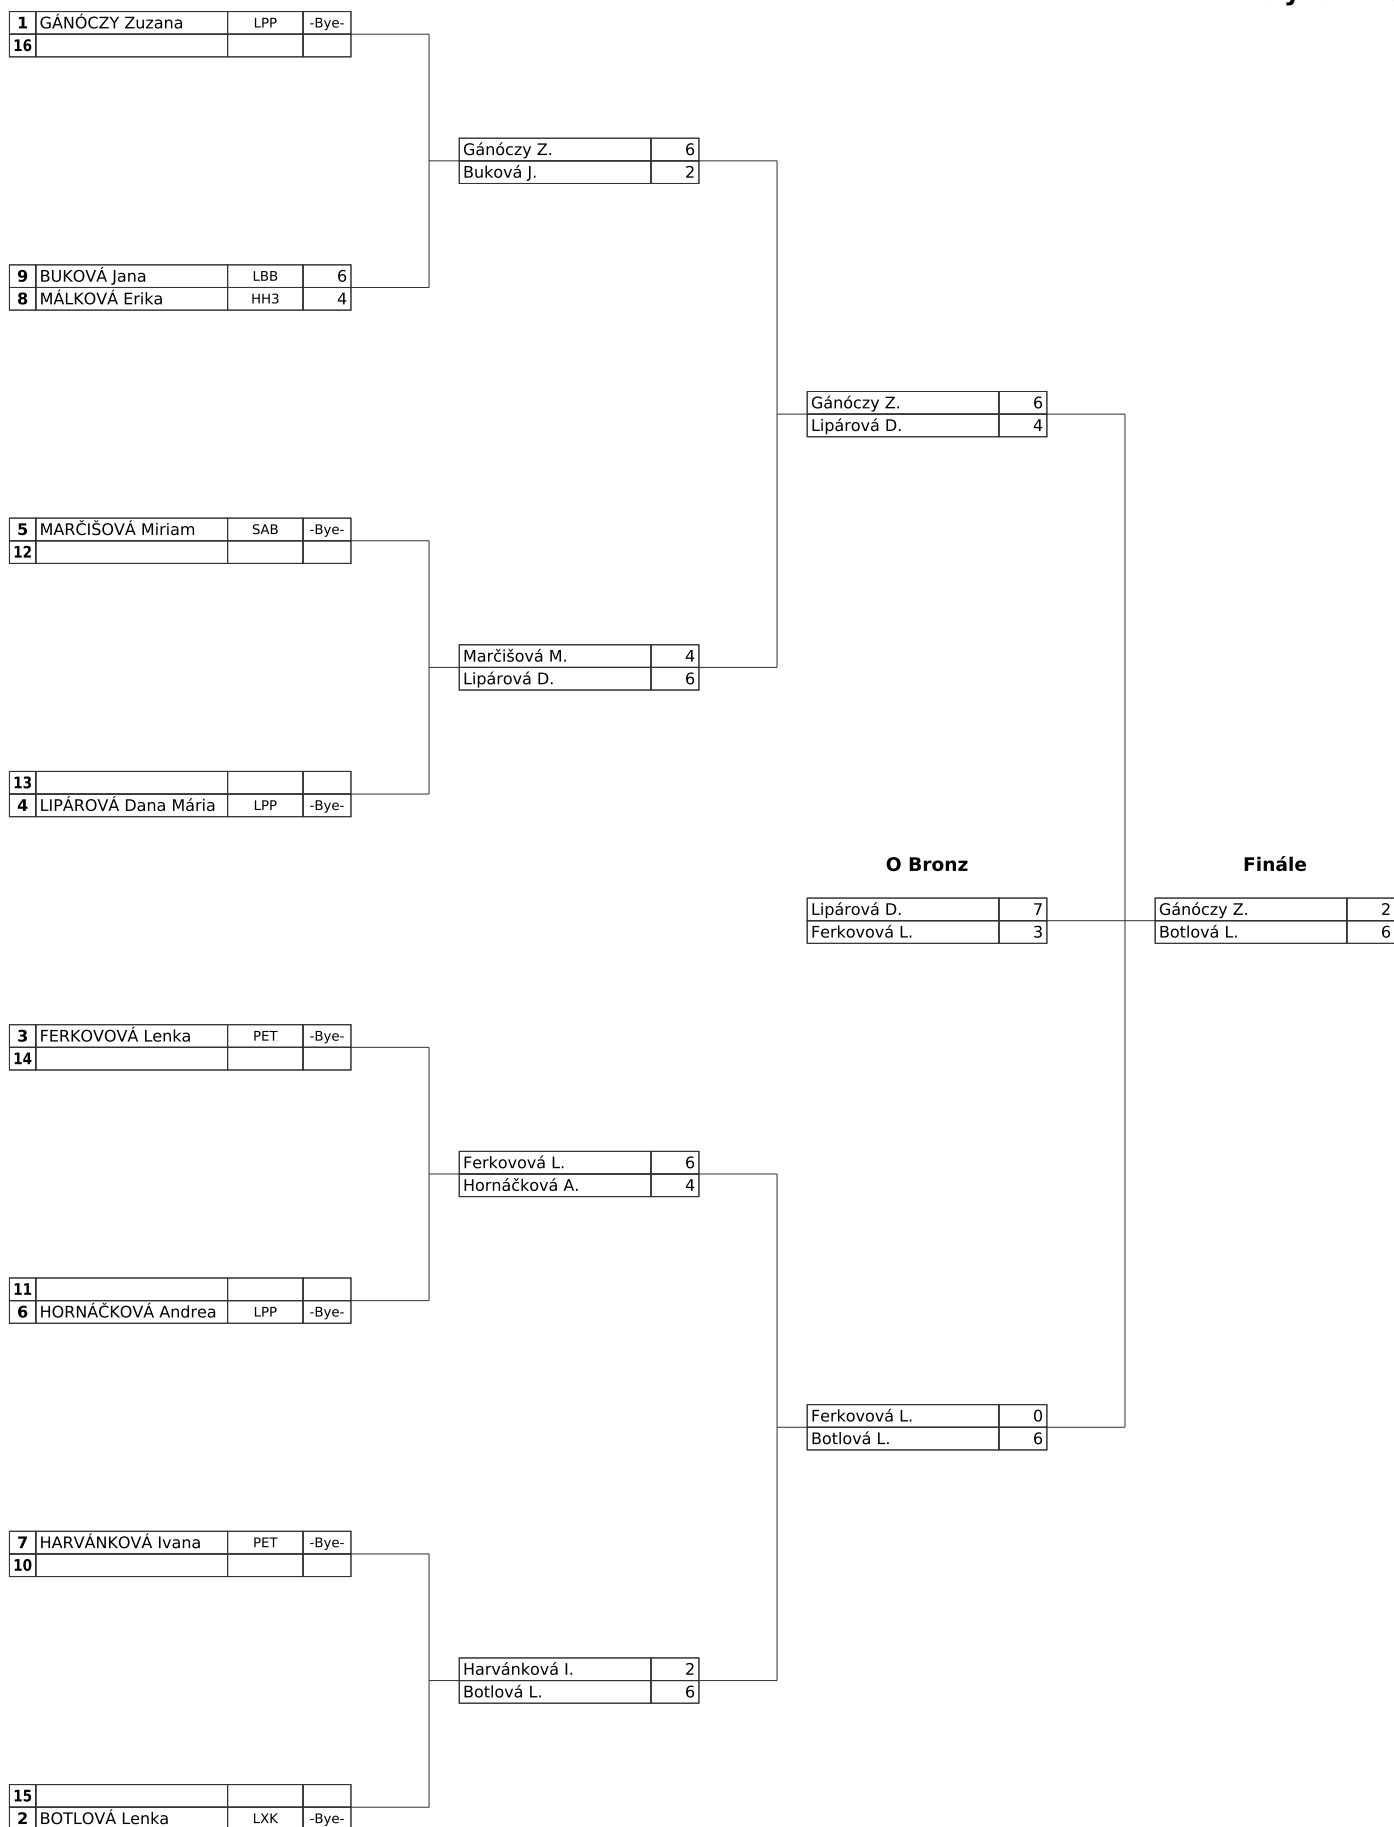 1 GÁNÓCZY Zuzana LPP -Bye-
16
Gánóczy Z. 6
Buková J. 2
9 BUKOVÁ Jana LBB 6
8 MÁLKOVÁ Erika HH3 4
Gánóczy Z. 6
Lipárová D. 4
5 MARČIŠOVÁ Miriam SAB -Bye-
12
Marčišová M. 4
Lipárová D. 6
13
4 LIPÁROVÁ Dana Mária LPP -Bye-
O Bronz
Finále
Lipárová D. 7
Ferkovová L. 3
Gánóczy Z. 2
Botlová L. 6
3 FERKOVOVÁ Lenka PET -Bye-
14
Ferkovová L. 6
Hornáčková A. 4
11
6 HORNÁČKOVÁ Andrea LPP -Bye-
Ferkovová L. 0
Botlová L. 6
7 HARVÁNKOVÁ Ivana PET -Bye-
10
Harvánková I. 2
Botlová L. 6
15
2 BOTLOVÁ Lenka LXK -Bye-